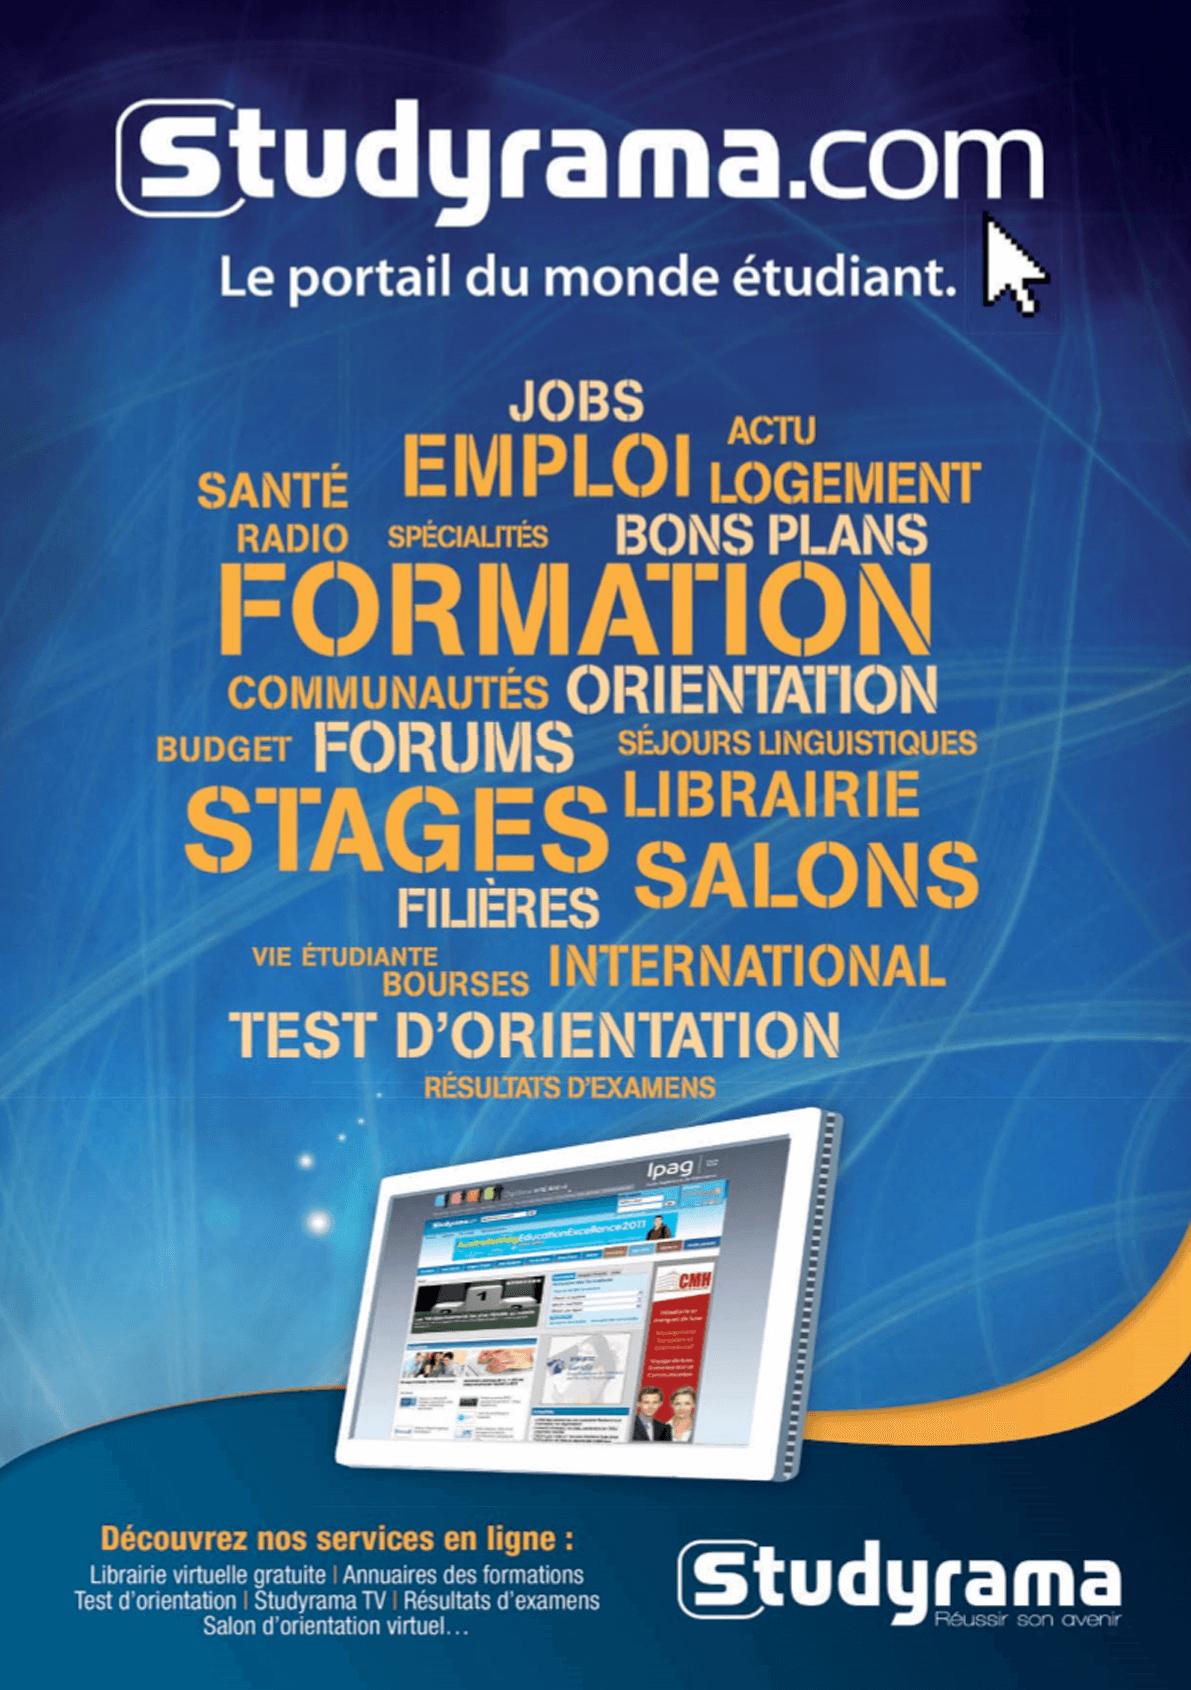 Studyrama.com
Le portail du monde étudiant.
JOBS
ACTU
EMPLOI
LOGEMENT
SANTÉ
RADIO
SPÉCIALITÉS
BONS PLANS
FORMATION
COMMUNAUTÉS
ORIENTATION
BUDGET
FORUMS
SÉJOURS LINGUISTIQUES
STAGES
LIBRAIRIE
SALONS
FILIÈRES
VIE ÉTUDIANTE
BOURSES
INTERNATIONAL
TEST D'ORIENTATION
RÉSULTATS D'EXAMENS
Ipag
Studyrama
EducationExcellence2011
1
CMH
Découvrez nos services en ligne :
Librairie virtuelle gratuite | Annuaires des formations
Test d'orientation | Studyrama TV | Résultats d'examens
Salon d'orientation virtuel...
Studyrama
Réussir son avenir